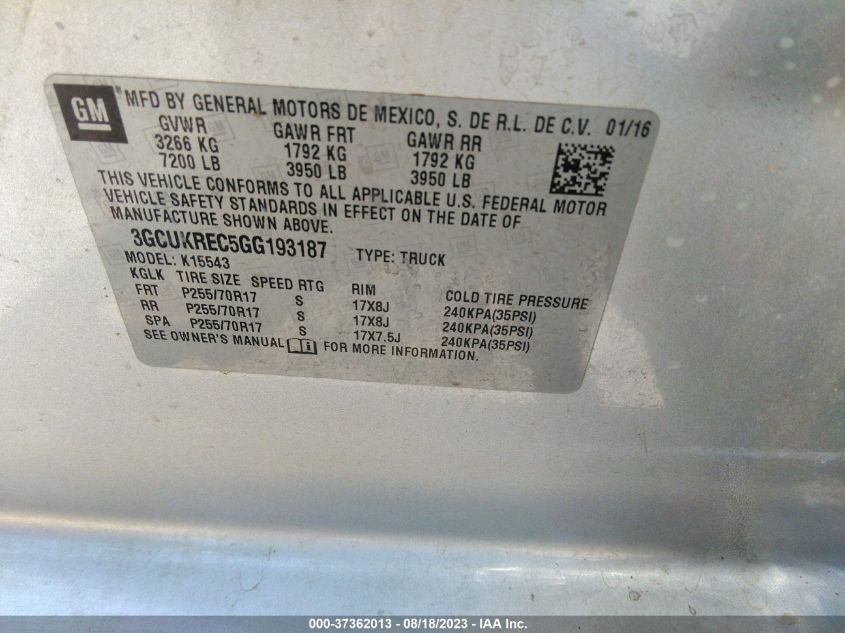 GM
® MFD BY GENERAL MOTORS DE MEXICO, S. DE R.L. DE C.V. 01/16
GVWR GAWR FRT GAWR RR
3266 KG 1792 KG 1792 KG
7200 LB 3950 LB 3950 LB
THIS VEHICLE CONFORMS TO ALL APPLICABLE U.S. FEDERAL MOTOR
VEHICLE SAFETY STANDARDS IN EFFECT ON THE DATE OF
MANUFACTURE SHOWN ABOVE.
3GCUKREC5GG193187 TYPE: TRUCK
MODEL: K15543
KGLK TIRE SIZE SPEED RTG RIM COLD TIRE PRESSURE
FRT P255/70R17 S 17X8J 240KPA(35PSI)
RR P255/70R17 S 17X8J 240KPA(35PSI)
SPA P255/70R17 S 17X7.5J 240KPA(35PSI)
SEE OWNER'S MANUAL FOR MORE INFORMATION.
000-37362013 - 08/18/2023 - IAA Inc.